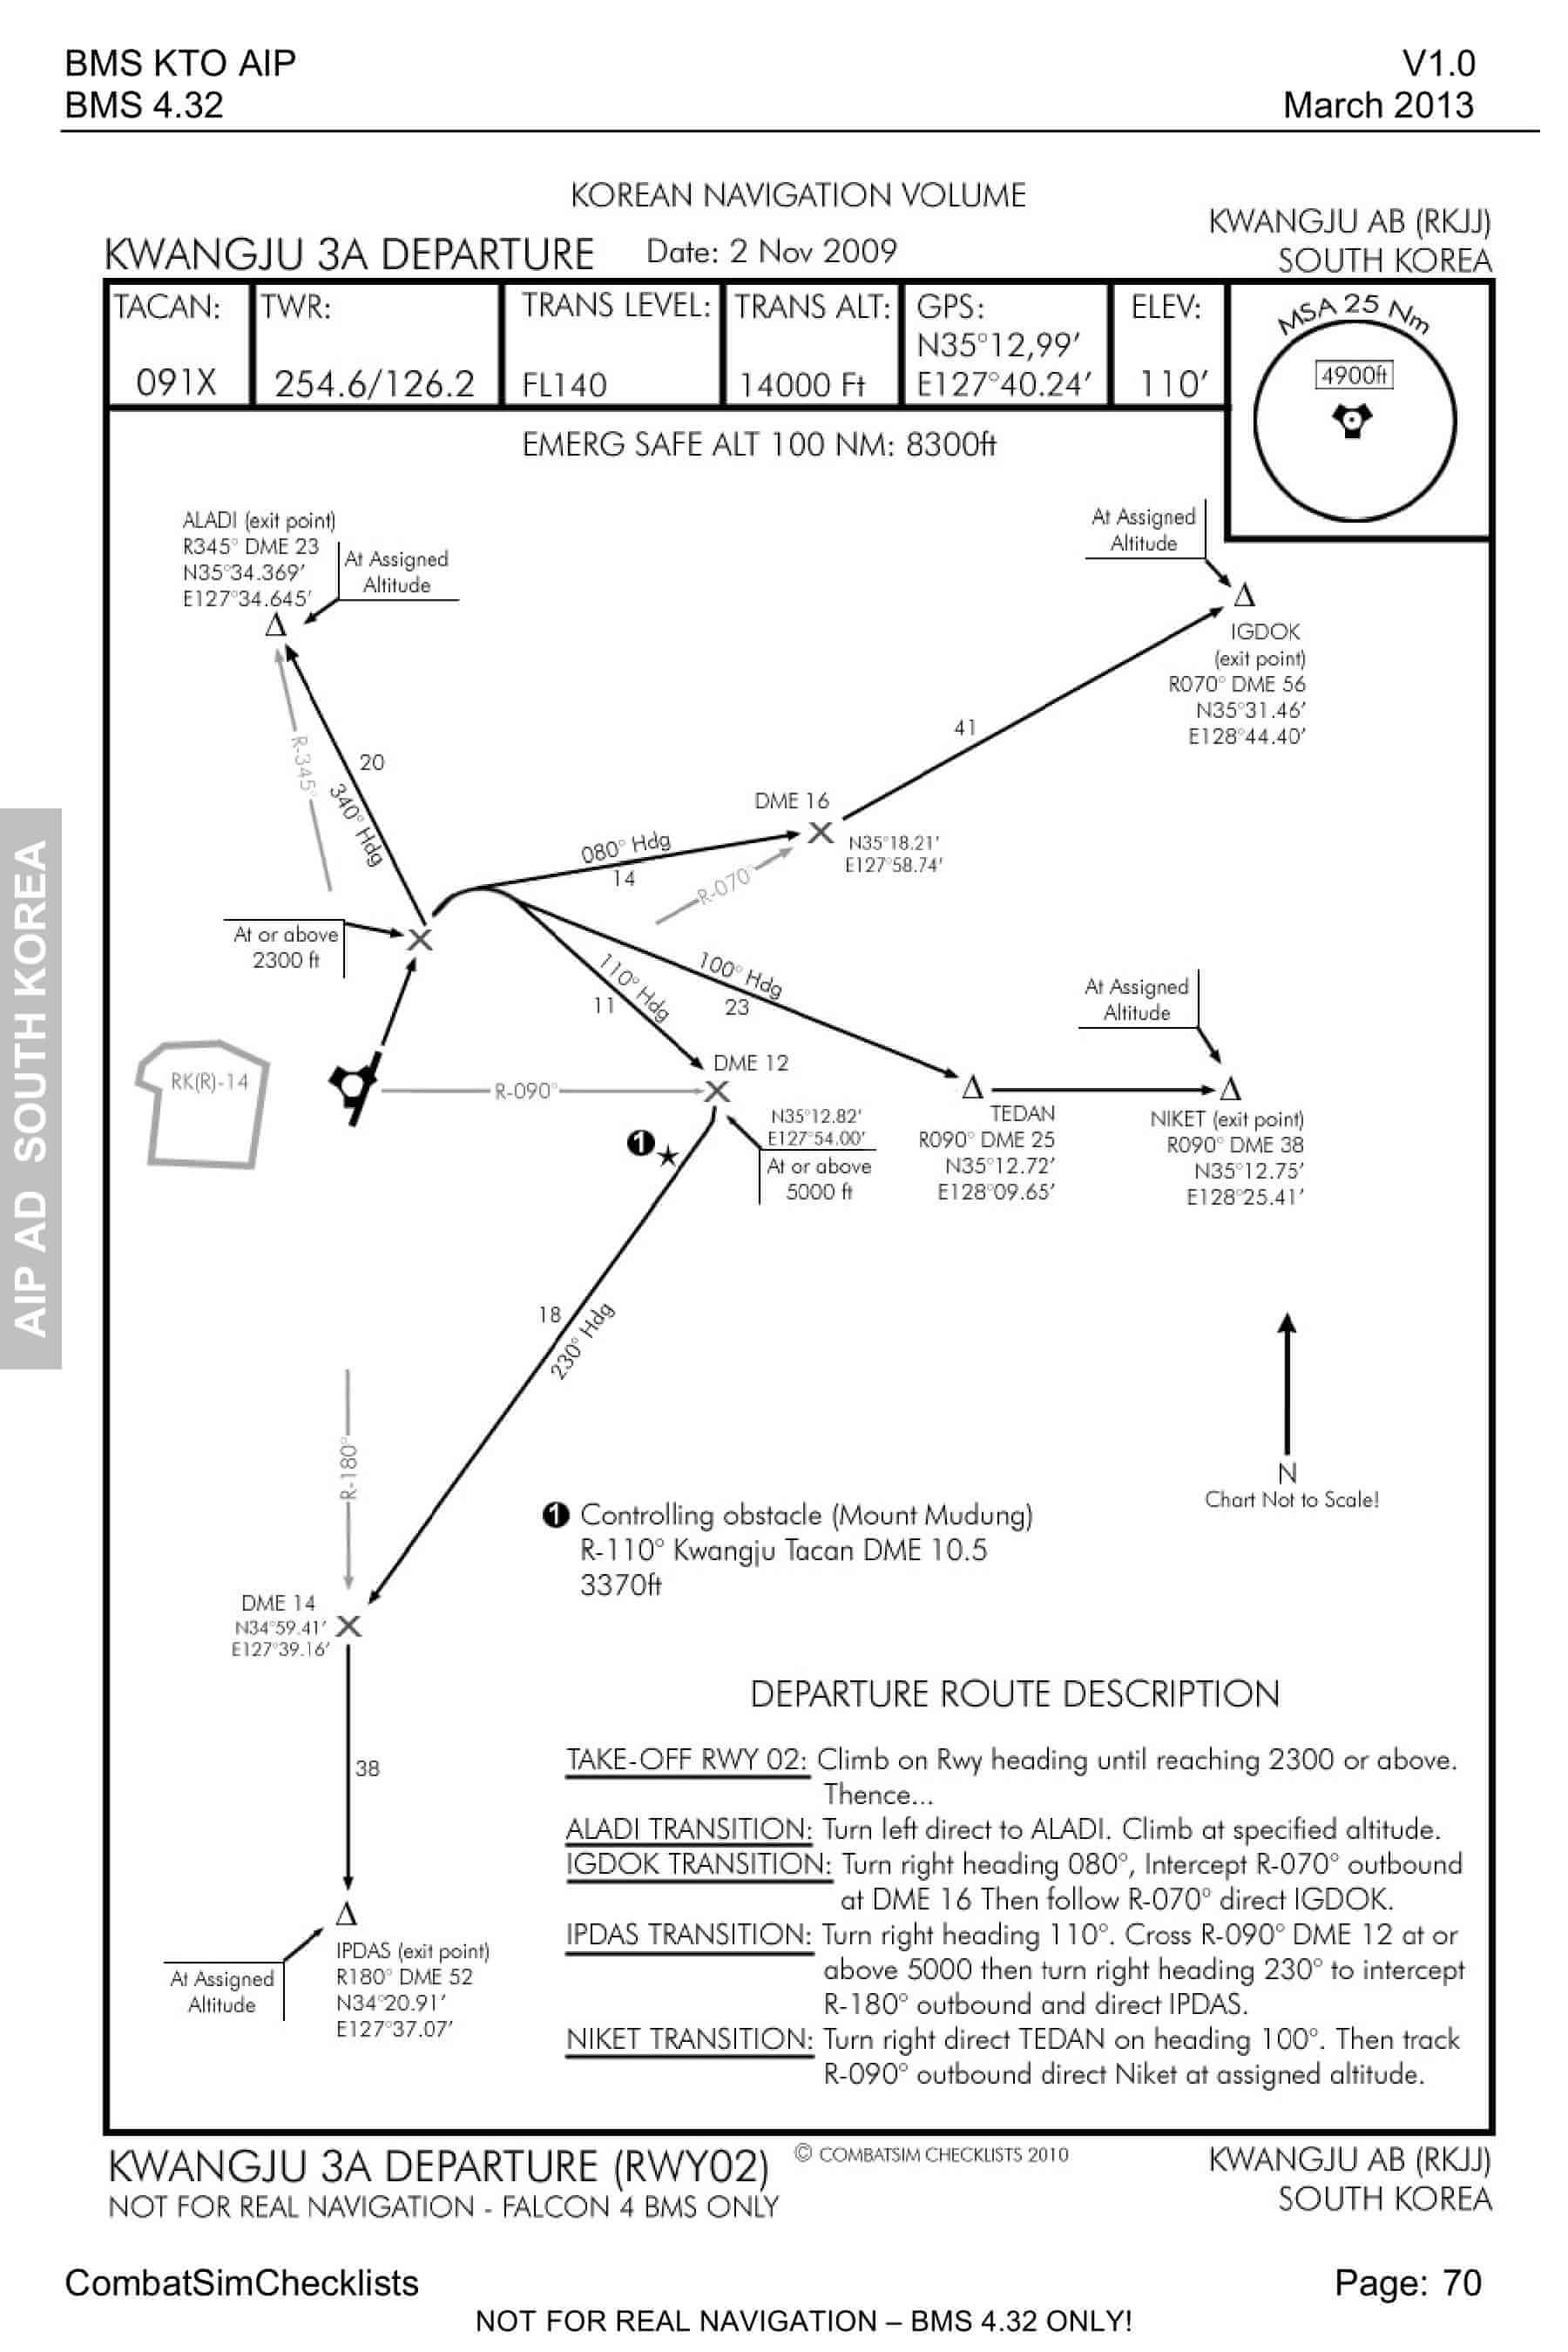 BMS KTO AIP
V1.0
BMS 4.32
March 2013
KOREAN NAVIGATION VOLUME
KWANGJU 3A DEPARTURE
Date: 2 Nov 2009
KWANGJU AB (RKJJ)
SOUTH KOREA
TACAN:
091X
TWR:
254.6/126.2
TRANS LEVEL:
FL140
TRANS ALT:
14000 Ft
GPS:
N35°12,99'
E127°40.24'
ELEV:
110'
MSA 25 Nm
4900ft
EMERG SAFE ALT 100 NM: 8300ft
ALADI (exit point)
R345° DME 23
N35°34.369'
E127°34.645'
At Assigned
Altitude
At Assigned
Altitude
IGDOK
(exit point)
R070° DME 56
N35°31.46'
E128°44.40'
R-345°
20
340° Hdg
41
DME 16
N35°18.21'
E127°58.74'
080° Hdg
14
R-070°
At or above
2300 ft
110° Hdg
11
100° Hdg
23
At Assigned
Altitude
RK(R)-14
R-090°
DME 12
N35°12.82'
E127°54.00'
At or above
5000 ft
TEDAN
R090° DME 25
N35°12.72'
E128°09.65'
NIKET (exit point)
R090° DME 38
N35°12.75'
E128°25.41'
1
AIP AD SOUTH KOREA
18
230° Hdg
R-180°
N
Chart Not to Scale!
1 Controlling obstacle (Mount Mudung)
R-110° Kwangju Tacan DME 10.5
3370ft
DME 14
N34°59.41'
E127°39.16'
38
IPDAS (exit point)
R180° DME 52
N34°20.91'
E127°37.07'
At Assigned
Altitude
DEPARTURE ROUTE DESCRIPTION
TAKE-OFF RWY 02: Climb on Rwy heading until reaching 2300 or above.
Thence...
ALADI TRANSITION: Turn left direct to ALADI. Climb at specified altitude.
IGDOK TRANSITION: Turn right heading 080°, Intercept R-070° outbound
at DME 16 Then follow R-070° direct IGDOK.
IPDAS TRANSITION: Turn right heading 110°. Cross R-090° DME 12 at or
above 5000 then turn right heading 230° to intercept
R-180° outbound and direct IPDAS.
NIKET TRANSITION: Turn right direct TEDAN on heading 100°. Then track
R-090° outbound direct Niket at assigned altitude.
KWANGJU 3A DEPARTURE (RWY02)
© COMBATSIM CHECKLISTS 2010
KWANGJU AB (RKJJ)
NOT FOR REAL NAVIGATION - FALCON 4 BMS ONLY
SOUTH KOREA
CombatSimChecklists
Page: 70
NOT FOR REAL NAVIGATION – BMS 4.32 ONLY!